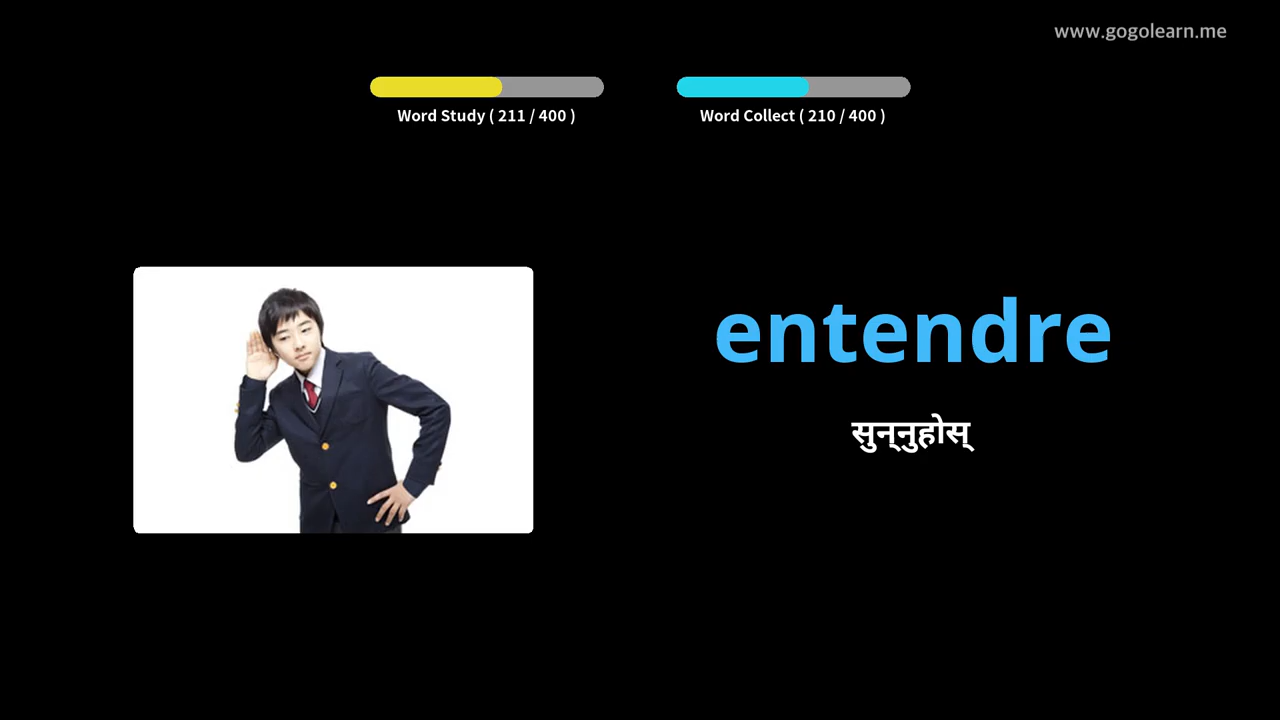 www.gogolearn.me
Word Study ( 211 / 400 )
Word Collect ( 210 / 400 )
entendre
सुन्नुहोस्